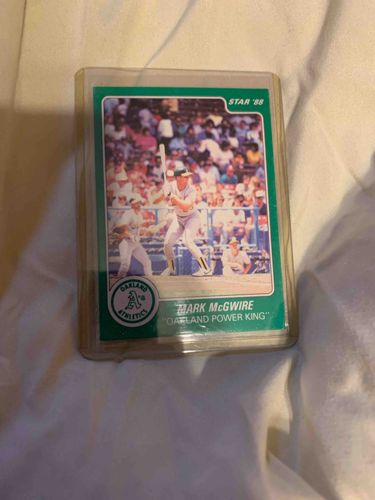 STAR '88
OAKLAND
A's
ATHLETICS
MARK McGWIRE
"OAKLAND POWER KING"